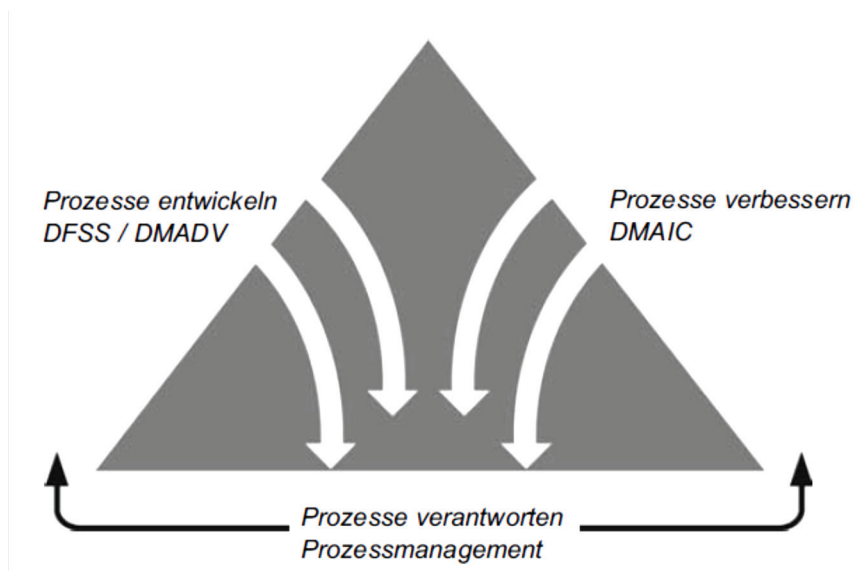 Prozesse entwickeln
DFSS / DMADV
Prozesse verbessern
DMAIC
Prozesse verantworten
Prozessmanagement